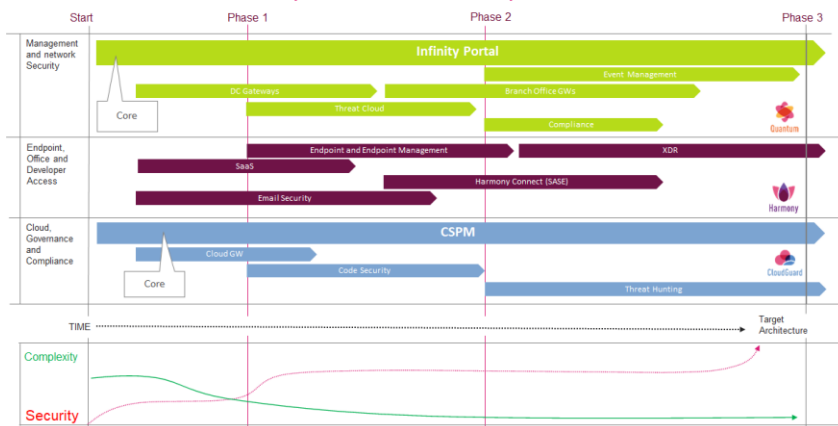 Start
Phase 1
Phase 2
Phase 3
Management
and network
Security
Infinity Portal
Event Management
DC Gateways
Branch Office GWs
Threat Cloud
Core
Compliance
Quantum
Endpoint,
Office and
Developer
Access
Endpoint and Endpoint Management
XDR
SaaS
Harmony Connect (SASE)
Email Security
Harmony
Cloud,
Governance
and
Compliance
CSPM
Cloud GW
Code Security
CloudGuard
Core
Threat Hunting
TIME
Target
Architecture
Complexity
Security